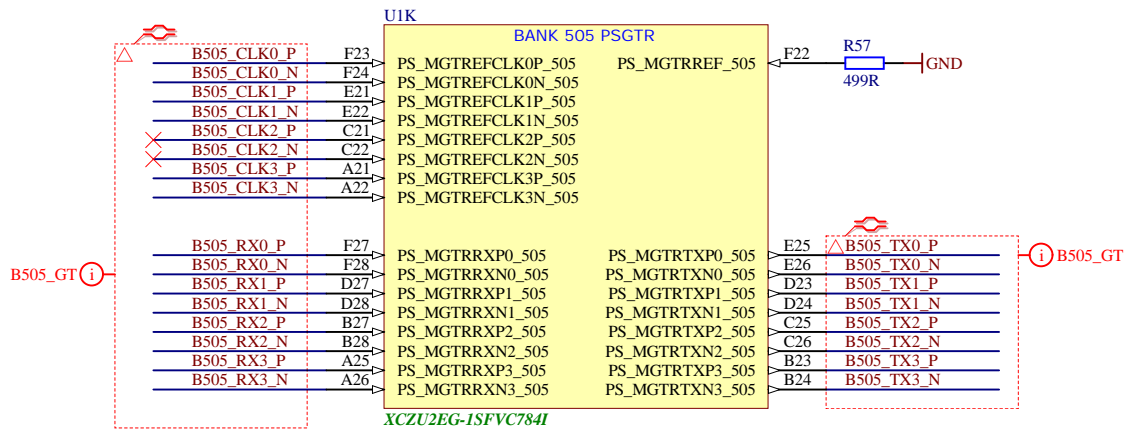 U1K
BANK 505 PSGTR
B505_CLK0_P F23 PS_MGTREFCLK0P_505 PS_MGTRREF_505 F22 R57 499R GND
B505_CLK0_N F24 PS_MGTREFCLK0N_505
B505_CLK1_P E21 PS_MGTREFCLK1P_505
B505_CLK1_N E22 PS_MGTREFCLK1N_505
B505_CLK2_P C21 PS_MGTREFCLK2P_505
B505_CLK2_N C22 PS_MGTREFCLK2N_505
B505_CLK3_P A21 PS_MGTREFCLK3P_505
B505_CLK3_N A22 PS_MGTREFCLK3N_505
B505_RX0_P F27 PS_MGTRRXP0_505 PS_MGTRTXP0_505 E25 B505_TX0_P
B505_GT i B505_RX0_N F28 PS_MGTRRXN0_505 PS_MGTRTXN0_505 E26 B505_TX0_N i B505_GT
B505_RX1_P D27 PS_MGTRRXP1_505 PS_MGTRTXP1_505 D23 B505_TX1_P
B505_RX1_N D28 PS_MGTRRXN1_505 PS_MGTRTXN1_505 D24 B505_TX1_N
B505_RX2_P B27 PS_MGTRRXP2_505 PS_MGTRTXP2_505 C25 B505_TX2_P
B505_RX2_N B28 PS_MGTRRXN2_505 PS_MGTRTXN2_505 C26 B505_TX2_N
B505_RX3_P A25 PS_MGTRRXP3_505 PS_MGTRTXP3_505 B23 B505_TX3_P
B505_RX3_N A26 PS_MGTRRXN3_505 PS_MGTRTXN3_505 B24 B505_TX3_N
XCZU2EG-1SFVC784I